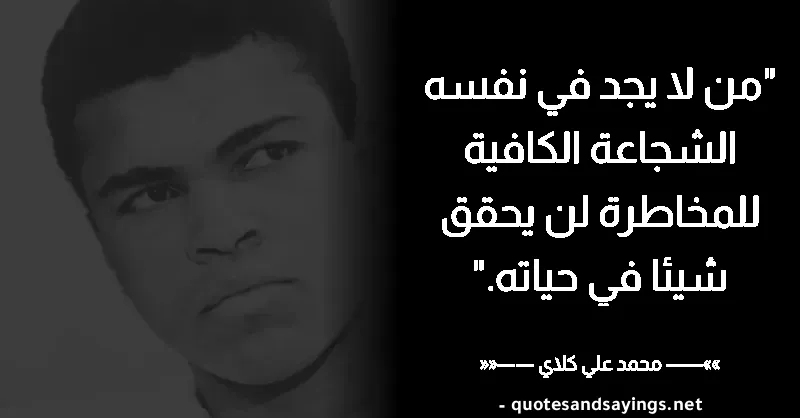 "من لا يجد في نفسه
الشجاعة الكافية
للمخاطرة لن يحقق
شيئا في حياته."
»»—— محمد علي كلاي ——««
- quotesandsayings.net